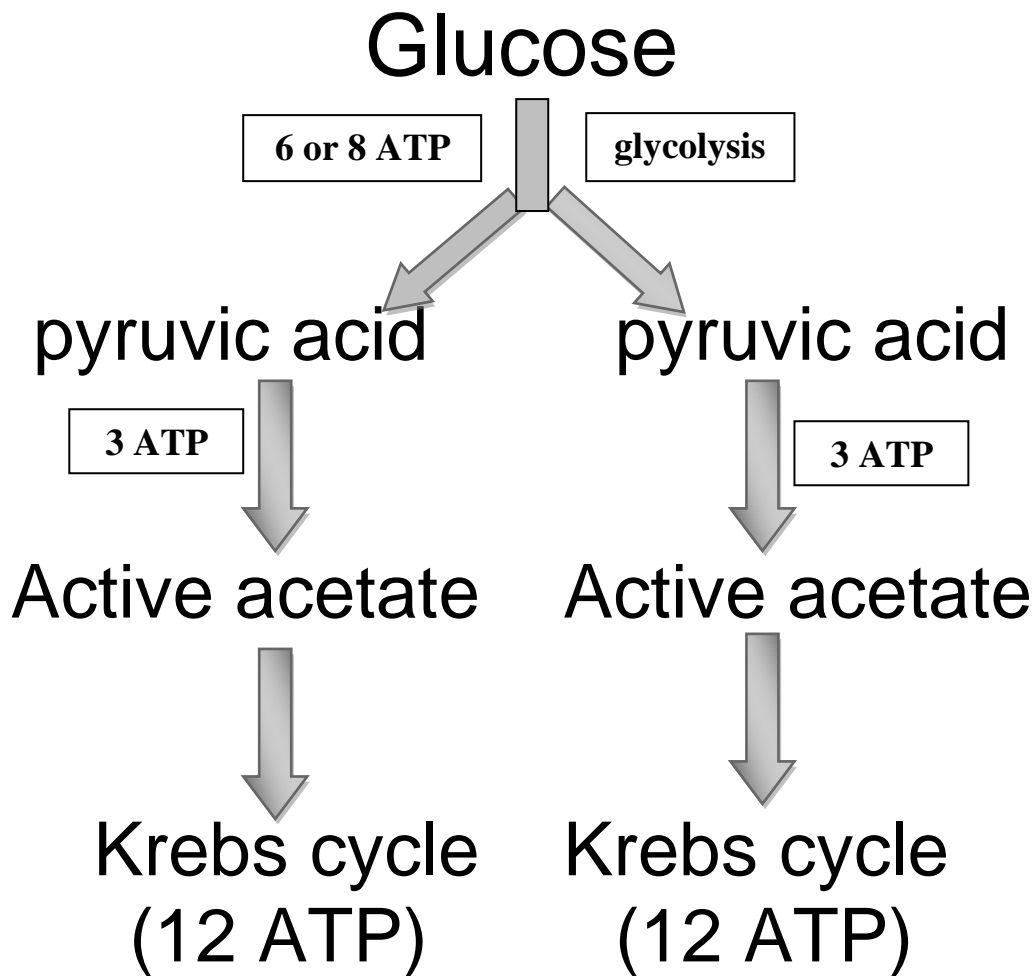 Glucose
6 or 8 ATP
glycolysis
pyruvic acid
pyruvic acid
3 ATP
3 ATP
Active acetate
Active acetate
Krebs cycle
(12 ATP)
Krebs cycle
(12 ATP)